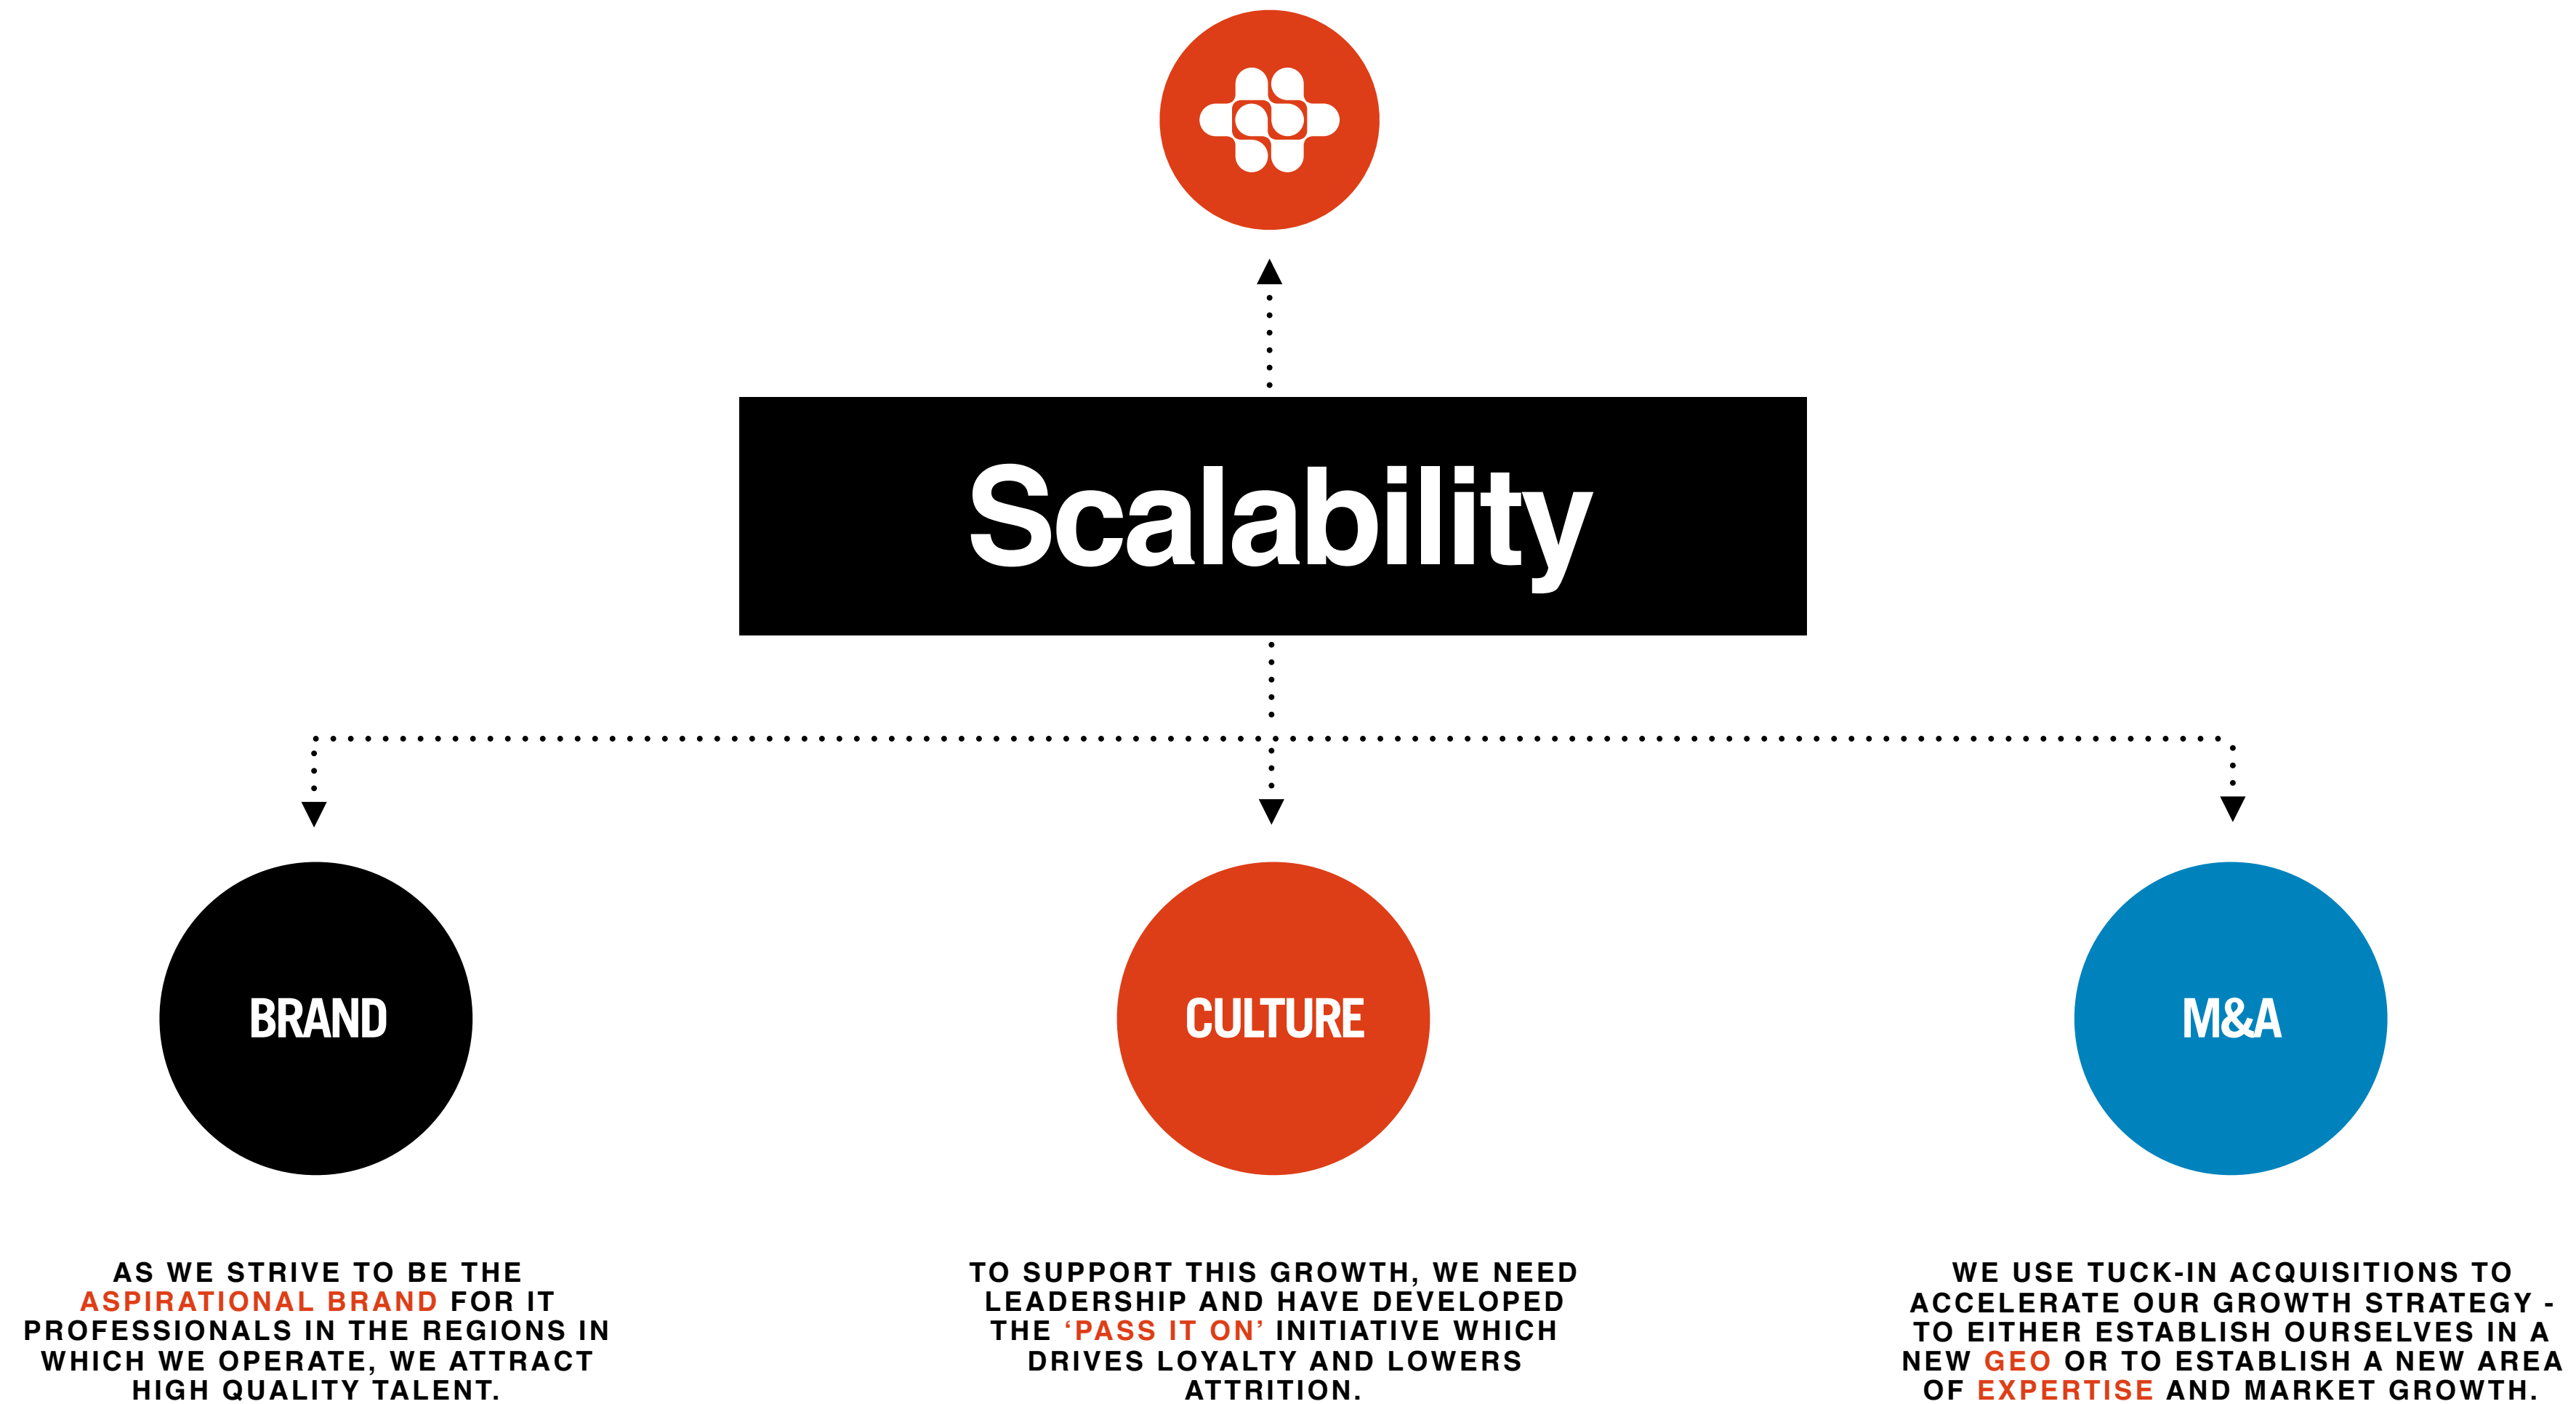 Scalability
BRAND
CULTURE
M&A
AS WE STRIVE TO BE THE
ASPIRATIONAL BRAND FOR IT
PROFESSIONALS IN THE REGIONS IN
WHICH WE OPERATE, WE ATTRACT
HIGH QUALITY TALENT.
TO SUPPORT THIS GROWTH, WE NEED
LEADERSHIP AND HAVE DEVELOPED
THE ‘PASS IT ON’ INITIATIVE WHICH
DRIVES LOYALTY AND LOWERS
ATTRITION.
WE USE TUCK-IN ACQUISITIONS TO
ACCELERATE OUR GROWTH STRATEGY -
TO EITHER ESTABLISH OURSELVES IN A
NEW GEO OR TO ESTABLISH A NEW AREA
OF EXPERTISE AND MARKET GROWTH.